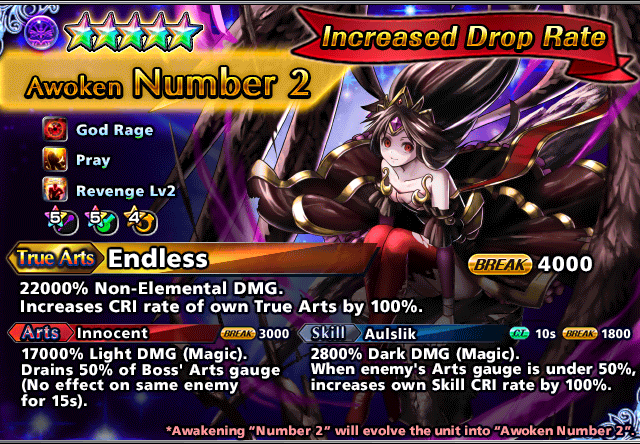 Increased Drop Rate
Awoken Number 2
God Rage
Pray
Revenge Lv2
5 5 4
True Arts Endless
BREAK 4000
22000% Non-Elemental DMG.
Increases CRI rate of own True Arts by 100%.
Arts Innocent BREAK 3000
17000% Light DMG (Magic).
Drains 50% of Boss' Arts gauge
(No effect on same enemy
for 15s).
Skill Aulslik CT 10s BREAK 1800
2800% Dark DMG (Magic).
When enemy's Arts gauge is under 50%,
increases own Skill CRI rate by 100%.
*Awakening "Number 2" will evolve the unit into "Awoken Number 2".